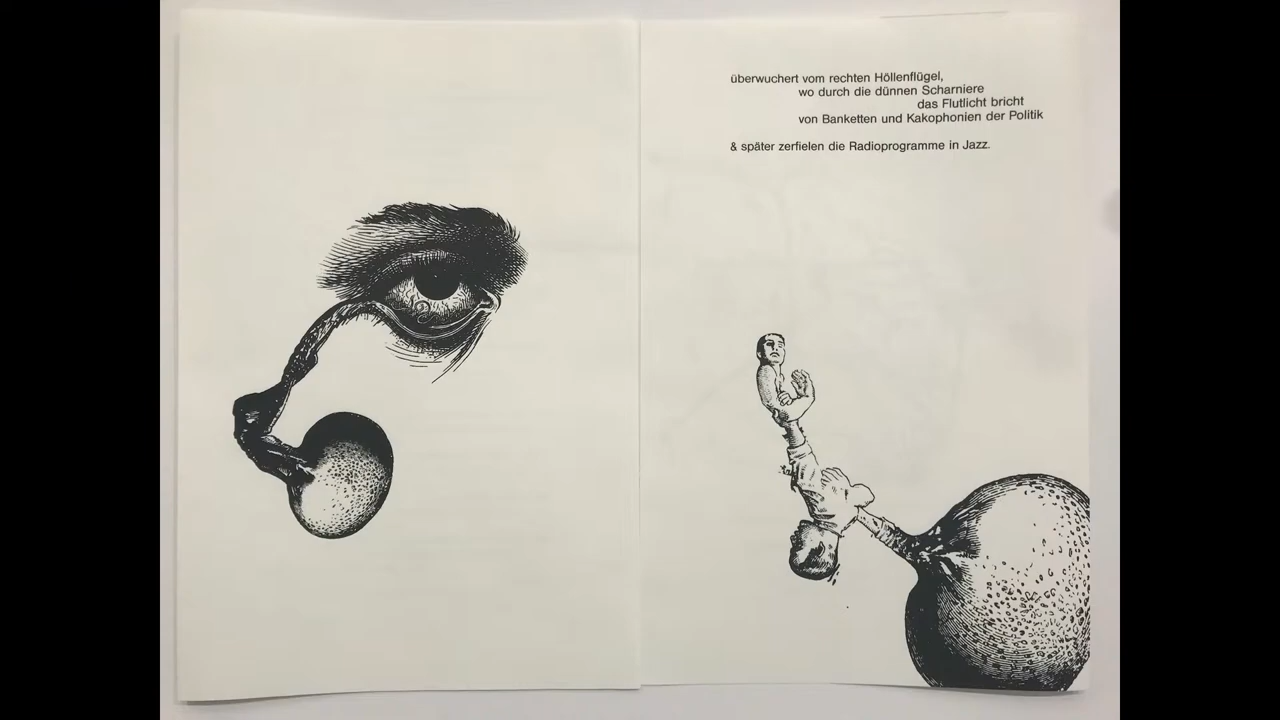 überwuchert vom rechten Höllenflügel,
wo durch die dünnen Scharniere
das Flutlicht bricht
von Banketten und Kakophonien der Politik
& später zerfielen die Radioprogramme in Jazz.